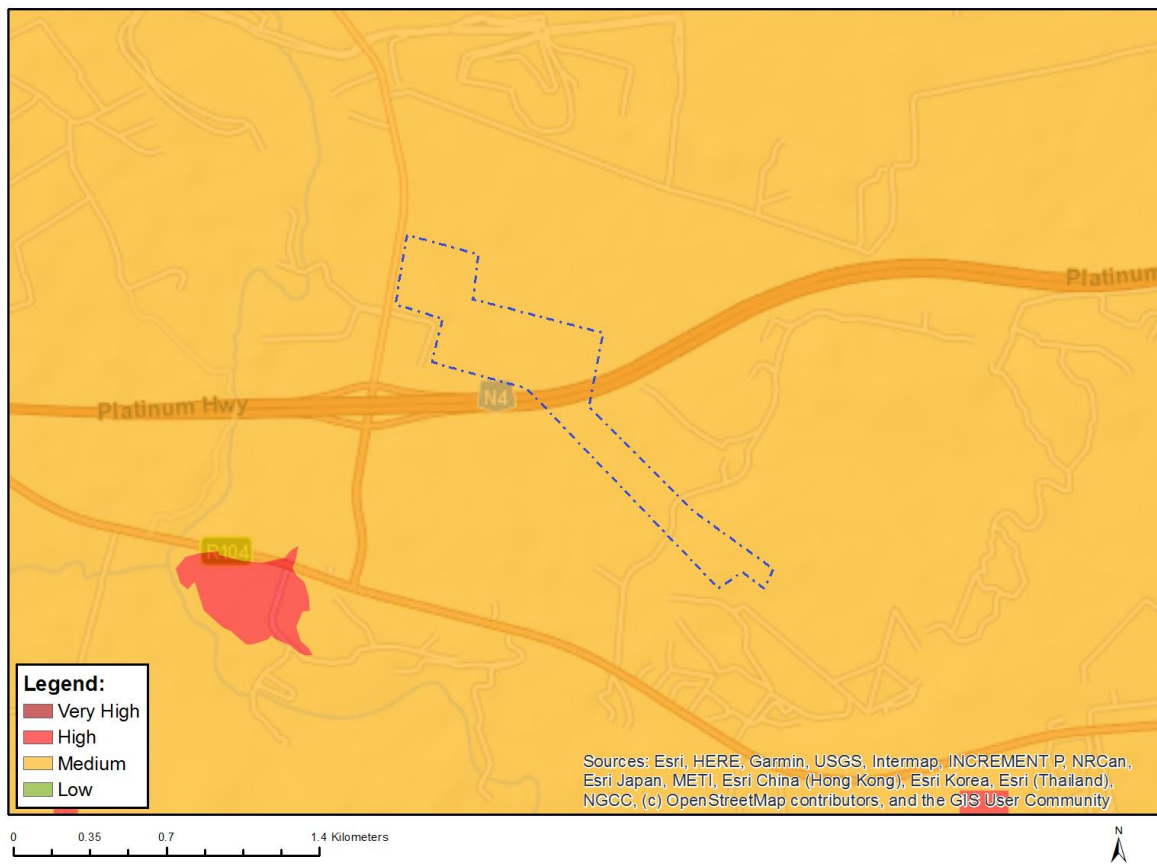 Platinum
N4
Platinum Hwy
R104
Legend:
Very High
High
Medium
Low
Sources: Esri, HERE, Garmin, USGS, Intermap, INCREMENT P, NRCan,
Esri Japan, METI, Esri China (Hong Kong), Esri Korea, Esri (Thailand),
NGCC, (c) OpenStreetMap contributors, and the GIS User Community
0 0.35 0.7 1.4 Kilometers
N